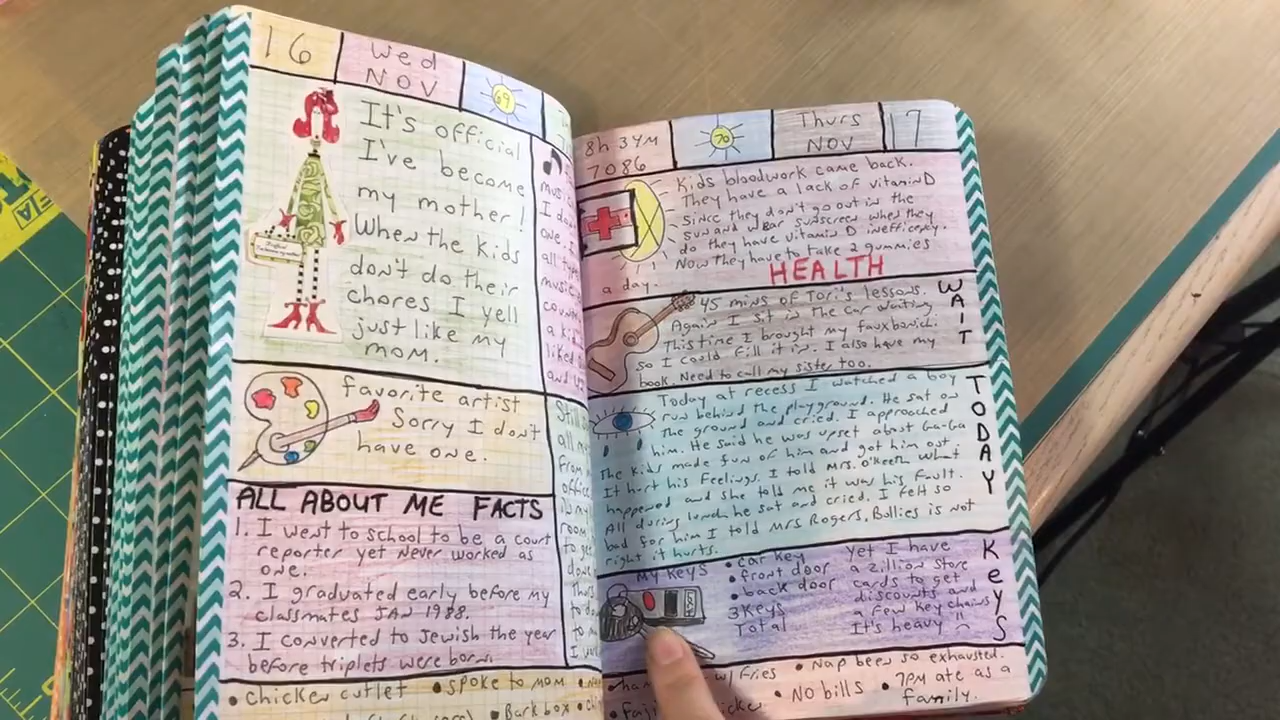 16
Wed
NOV
69
It's official
I've become
my mother!
When the kids
don't do their
chores I yell
just like my
mom.
favorite artist
Sorry I don't
have one.
ALL ABOUT ME FACTS
1. I went to school to be a court
reporter yet never worked as
one.
2. I graduated early before my
classmates JAN 1988.
3. I converted to Jewish the year
before triplets were born.
• Chicken cutlet • spoke to mom
• Bark box
8h 34M
7086
70
Thurs
NOV
17
Kids bloodwork came back.
They have a lack of vitamin D
since they don't go out in the
sun and wear sunscreen when they
do they have vitamin D inefficency.
Now they have to take 2 gummies
a day.
HEALTH
45 mins of Tori's lessons.
Again I sit in the car waiting.
This time I brought my fauxbonichi
so I could fill it in. I also have my
book. Need to call my sister too.
WAIT
Today at recess I watched a boy
run behind the playground. He sat on
the ground and cried. I approached
him. He said he was upset about Ga-Ga
The kids made fun of him and got him out.
It hurt his feelings. I told Mrs. O'Keeth what
happened and she told me it was his fault.
All during lunch he sat and cried. I felt so
bad for him I told Mrs Rogers. Bullies is not
right it hurts.
TODAY
MY KEYS
• car key
• front door
• back door
3 Keys
Total
Yet I have
a zillion store
cards to get
discounts and
a few key chains
It's heavy
KeyS
w/ Fries
• Nap been so exhausted.
• No bills
• 7PM ate as a
family.